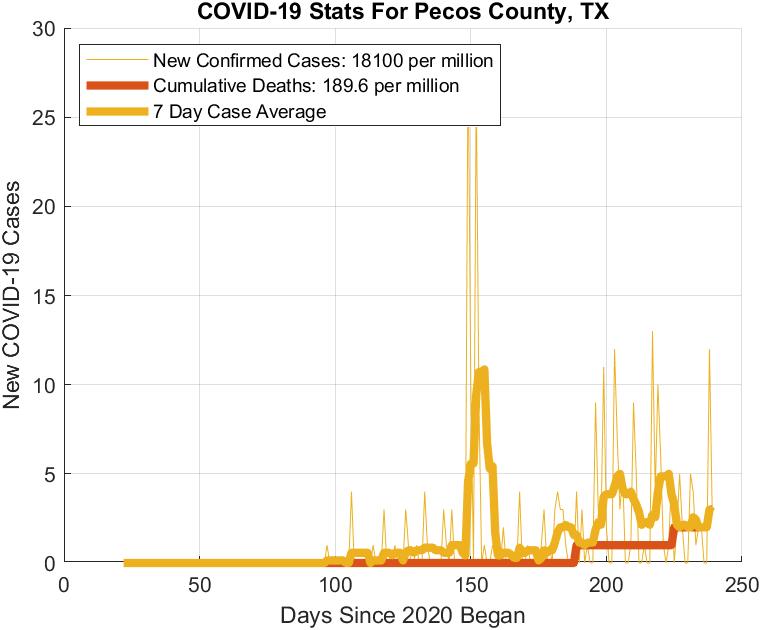 COVID-19 Stats For Pecos County, TX
30
25
20
15
10
5
0
New COVID-19 Cases
New Confirmed Cases: 18100 per million
Cumulative Deaths: 189.6 per million
7 Day Case Average
0 50 100 150 200 250
Days Since 2020 Began